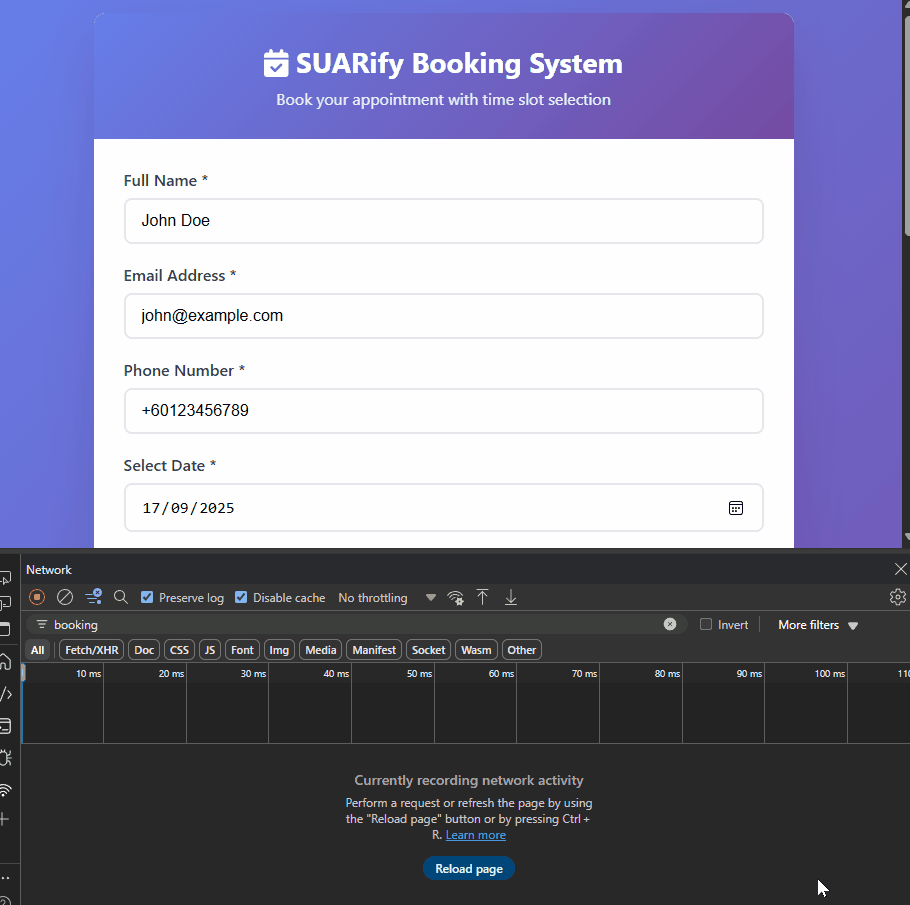 SUARify Booking System
Book your appointment with time slot selection
Full Name *
John Doe
Email Address *
john@example.com
Phone Number *
+60123456789
Select Date *
17/09/2025
Network
Preserve log Disable cache No throttling
booking Invert More filters
All Fetch/XHR Doc CSS JS Font Img Media Manifest Socket Wasm Other
10 ms 20 ms 30 ms 40 ms 50 ms 60 ms 70 ms 80 ms 90 ms 100 ms
Currently recording network activity
Perform a request or refresh the page by using
the "Reload page" button or by pressing Ctrl +
R. Learn more
Reload page